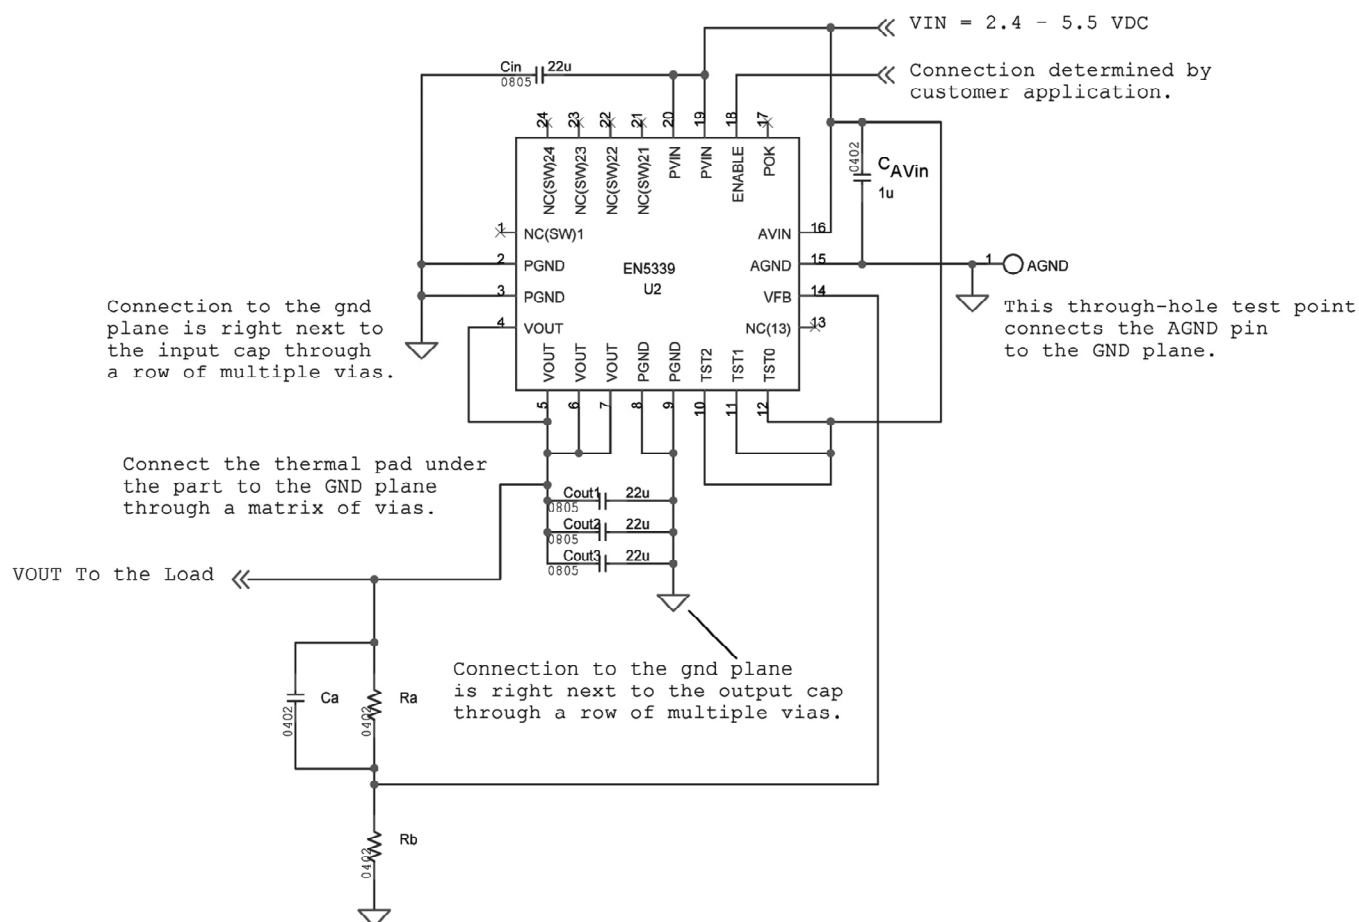 VIN = 2.4 – 5.5 VDC
Connection determined by
customer application.
Cin 22u
0805
24 23 22 21 20 19 18 17
NC(SW)24
NC(SW)23
NC(SW)22
NC(SW)21
PVIN
PVIN
ENABLE
POK
0402
CAVin
1u
1 NC(SW)1
AVIN 16
2 PGND
AGND 15
3 PGND
VFB 14
4 VOUT
NC(13) 13
EN5339
U2
1 AGND
This through-hole test point
connects the AGND pin
to the GND plane.
Connection to the gnd
plane is right next to
the input cap through
a row of multiple vias.
VOUT
VOUT
VOUT
PGND
PGND
TST2
TST1
TST0
5 6 7 8 9 10 11 12
Connect the thermal pad under
the part to the GND plane
through a matrix of vias.
Cout1 22u
0805
Cout2 22u
0805
Cout3 22u
0805
VOUT To the Load
Connection to the gnd plane
is right next to the output cap
through a row of multiple vias.
Ca
0402
Ra
0402
Rb
0402